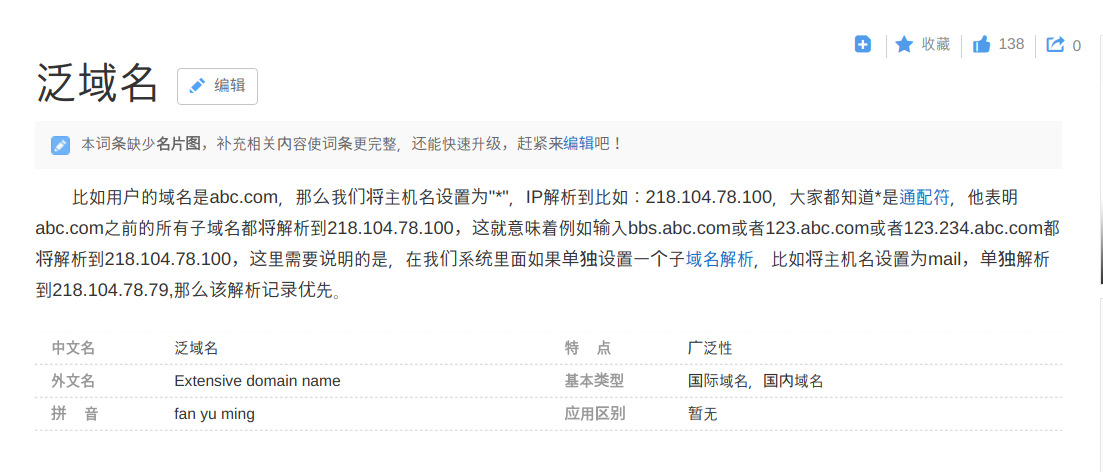 收藏 138 0
泛域名 编辑
本词条缺少名片图，补充相关内容使词条更完整，还能快速升级，赶紧来编辑吧！
比如用户的域名是abc.com，那么我们将主机名设置为"*"，IP解析到比如：218.104.78.100，大家都知道*是通配符，他表明
abc.com之前的所有子域名都将解析到218.104.78.100，这就意味着例如输入bbs.abc.com或者123.abc.com或者123.234.abc.com都
将解析到218.104.78.100，这里需要说明的是，在我们系统里面如果单独设置一个子域名解析，比如将主机名设置为mail，单独解析
到218.104.78.79,那么该解析记录优先。
中文名 泛域名 特 点 广泛性
外文名 Extensive domain name 基本类型 国际域名，国内域名
拼 音 fan yu ming 应用区别 暂无